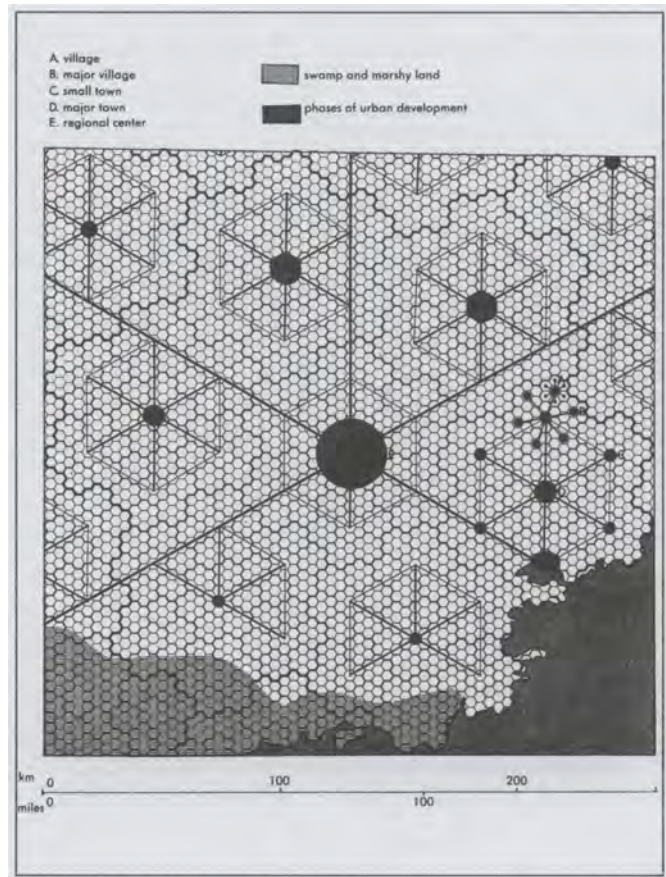 A. village
B. major village
C. small town
D. major town
E. regional center
swamp and marshy land
phases of urban development
km 0 100 200
miles 0 100